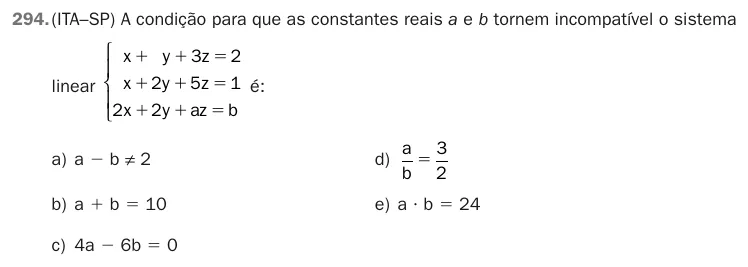 294. (ITA–SP) A condição para que as constantes reais a e b tornem incompatível o sistema
x + y + 3z = 2
linear { x + 2y + 5z = 1 é:
2x + 2y + az = b
a) a − b ≠ 2
d) a/b = 3/2
b) a + b = 10
e) a · b = 24
c) 4a − 6b = 0